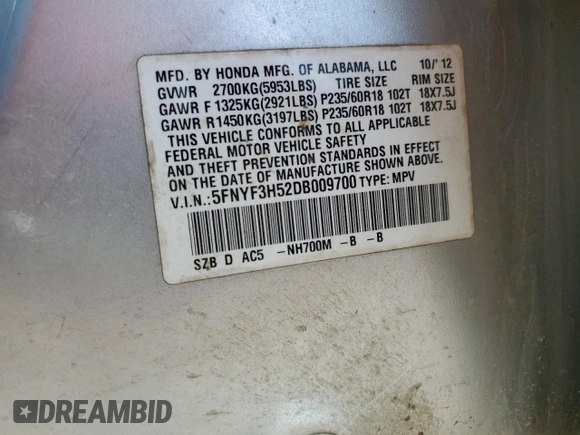 MFD. BY HONDA MFG. OF ALABAMA, LLC 10/'12
GVWR 2700KG(5953LBS) TIRE SIZE RIM SIZE
GAWR F 1325KG(2921LBS) P235/60R18 102T 18X7.5J
GAWR R 1450KG(3197LBS) P235/60R18 102T 18X7.5J
THIS VEHICLE CONFORMS TO ALL APPLICABLE
FEDERAL MOTOR VEHICLE SAFETY
AND THEFT PREVENTION STANDARDS IN EFFECT
ON THE DATE OF MANUFACTURE SHOWN ABOVE.
V.I.N.: 5FNYF3H52DB009700 TYPE: MPV
SZB D AC5 -NH700M -B -B
DREAMBID